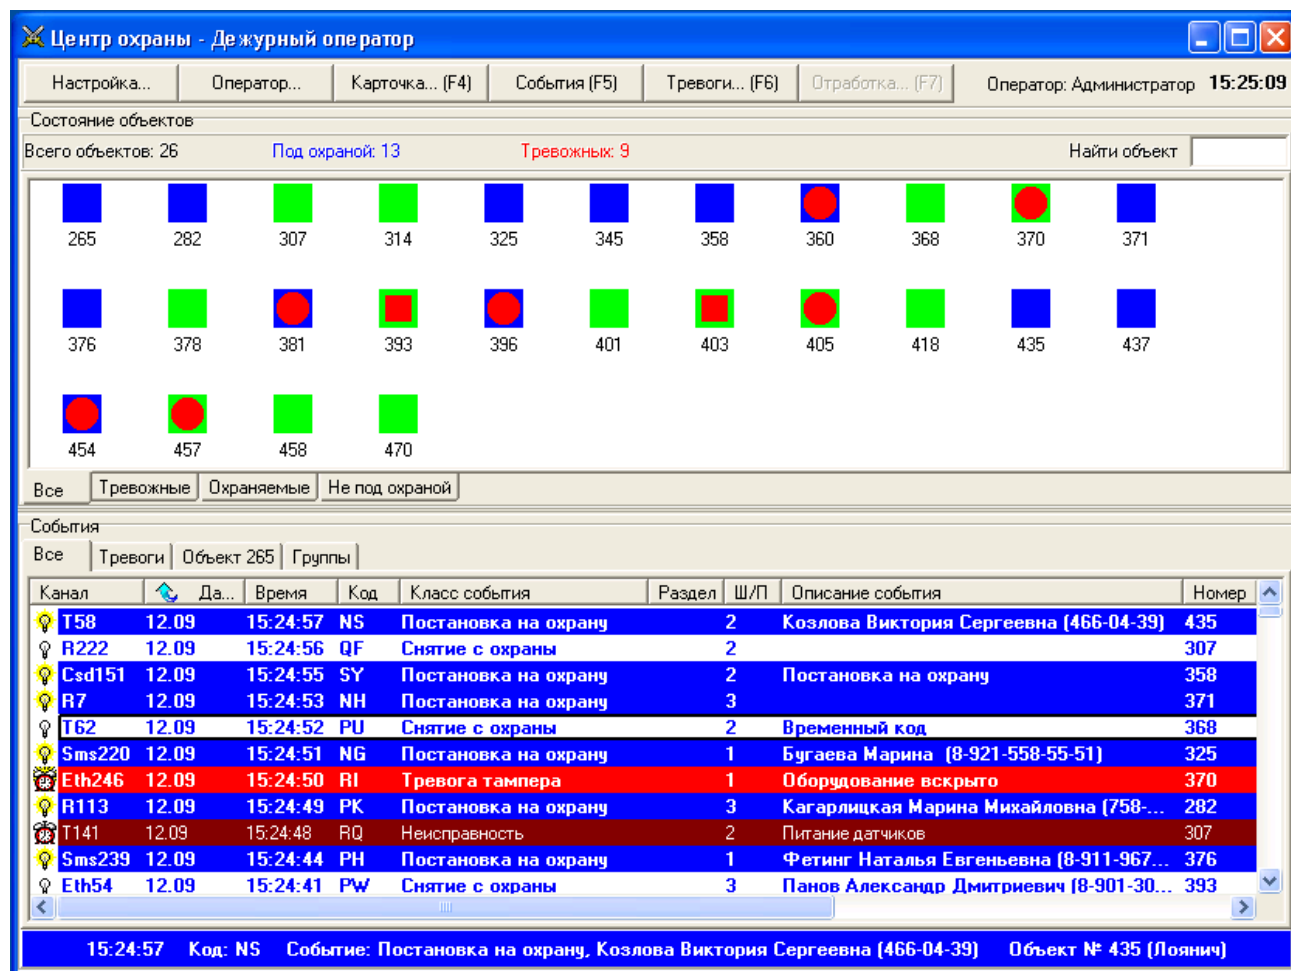 Центр охраны - Дежурный оператор
Настройка... Оператор... Карточка... (F4) События (F5) Тревоги... (F6) Отработка... (F7) Оператор: Администратор 15:25:09
Состояние объектов
Всего объектов: 26 Под охраной: 13 Тревожных: 9 Найти объект
265 282 307 314 325 345 358 360 368 370 371
376 378 381 393 396 401 403 405 418 435 437
454 457 458 470
Все Тревожные Охраняемые Не под охраной
События
Все Тревоги Объект 265 Группы
Канал Да... Время Код Класс события Раздел Ш/П Описание события Номер
T58 12.09 15:24:57 NS Постановка на охрану 2 Козлова Виктория Сергеевна (466-04-39) 435
R222 12.09 15:24:56 QF Снятие с охраны 2 307
Csd151 12.09 15:24:55 SY Постановка на охрану 2 Постановка на охрану 358
R7 12.09 15:24:53 NH Постановка на охрану 3 371
T62 12.09 15:24:52 PU Снятие с охраны 2 Временный код 368
Sms220 12.09 15:24:51 NG Постановка на охрану 1 Бугаева Марина (8-921-558-55-51) 325
Eth246 12.09 15:24:50 RI Тревога тампера 1 Оборудование вскрыто 370
R113 12.09 15:24:49 PK Постановка на охрану 3 Кагарлицкая Марина Михайловна (758-... 282
T141 12.09 15:24:48 RQ Неисправность 2 Питание датчиков 307
Sms239 12.09 15:24:44 PH Постановка на охрану 1 Фетинг Наталья Евгеньевна (8-911-967... 376
Eth54 12.09 15:24:41 PW Снятие с охраны 3 Панов Александр Дмитриевич (8-901-30... 393
15:24:57 Код: NS Событие: Постановка на охрану, Козлова Виктория Сергеевна (466-04-39) Объект № 435 (Лоянич)